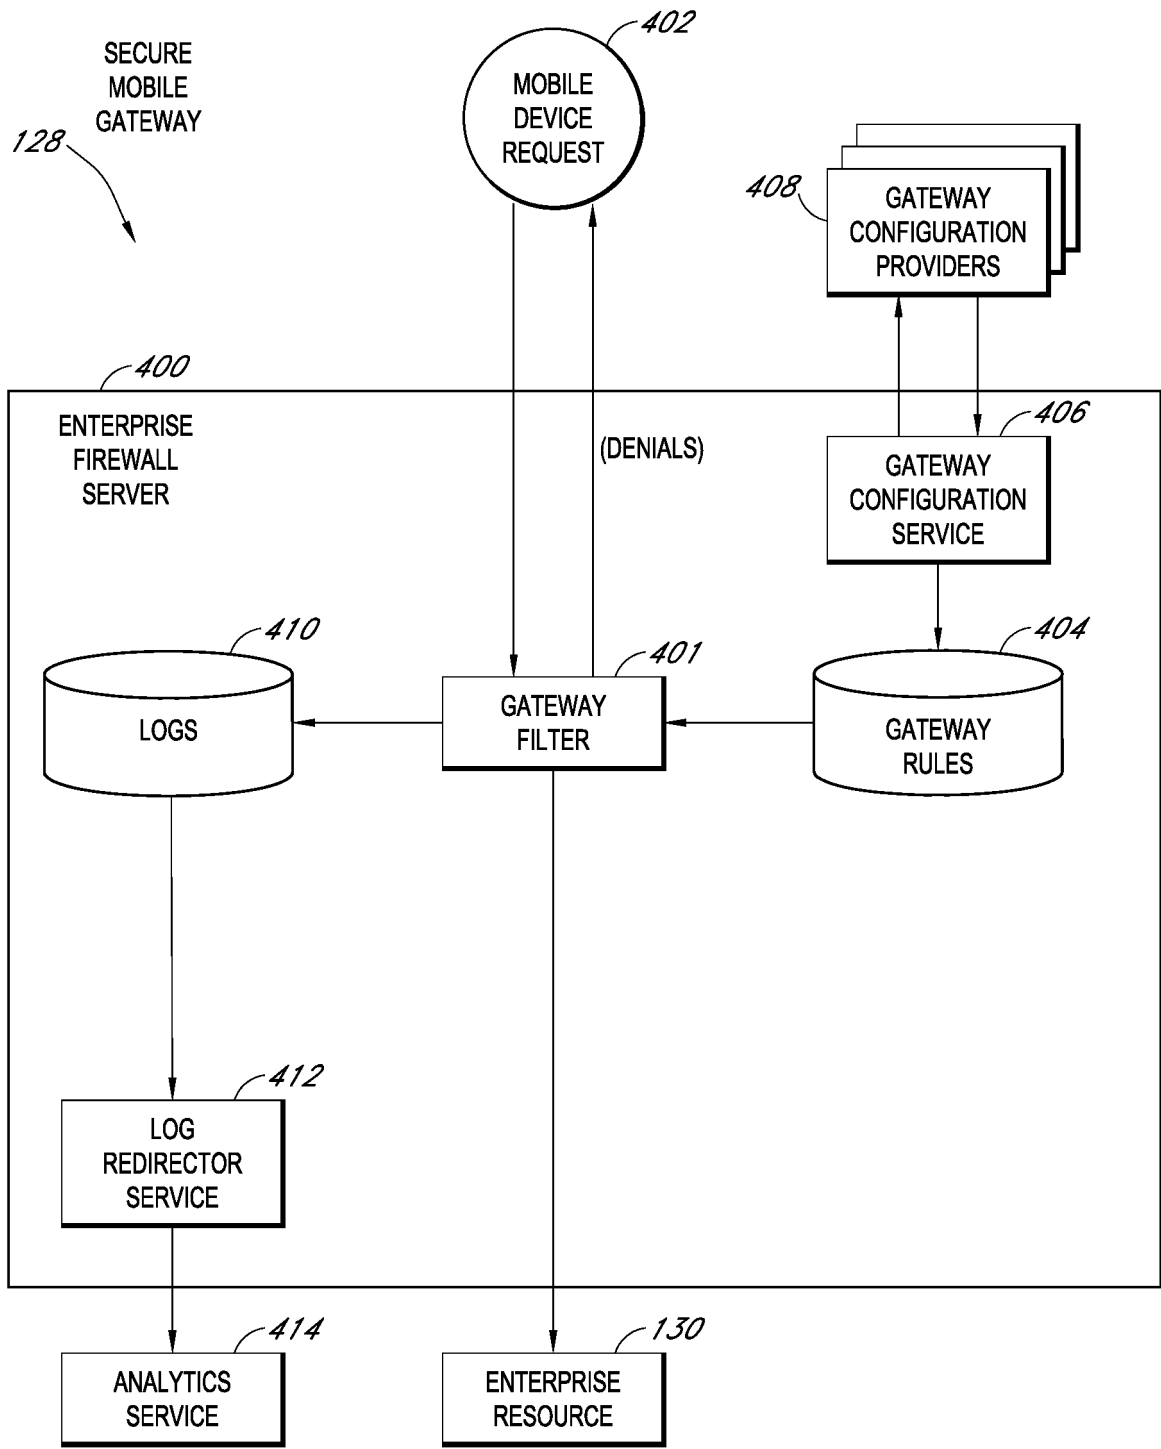 SECURE
MOBILE
GATEWAY
128
402
MOBILE
DEVICE
REQUEST
408
GATEWAY
CONFIGURATION
PROVIDERS
400
ENTERPRISE
FIREWALL
SERVER
(DENIALS)
406
GATEWAY
CONFIGURATION
SERVICE
410
LOGS
401
GATEWAY
FILTER
404
GATEWAY
RULES
412
LOG
REDIRECTOR
SERVICE
414
ANALYTICS
SERVICE
130
ENTERPRISE
RESOURCE